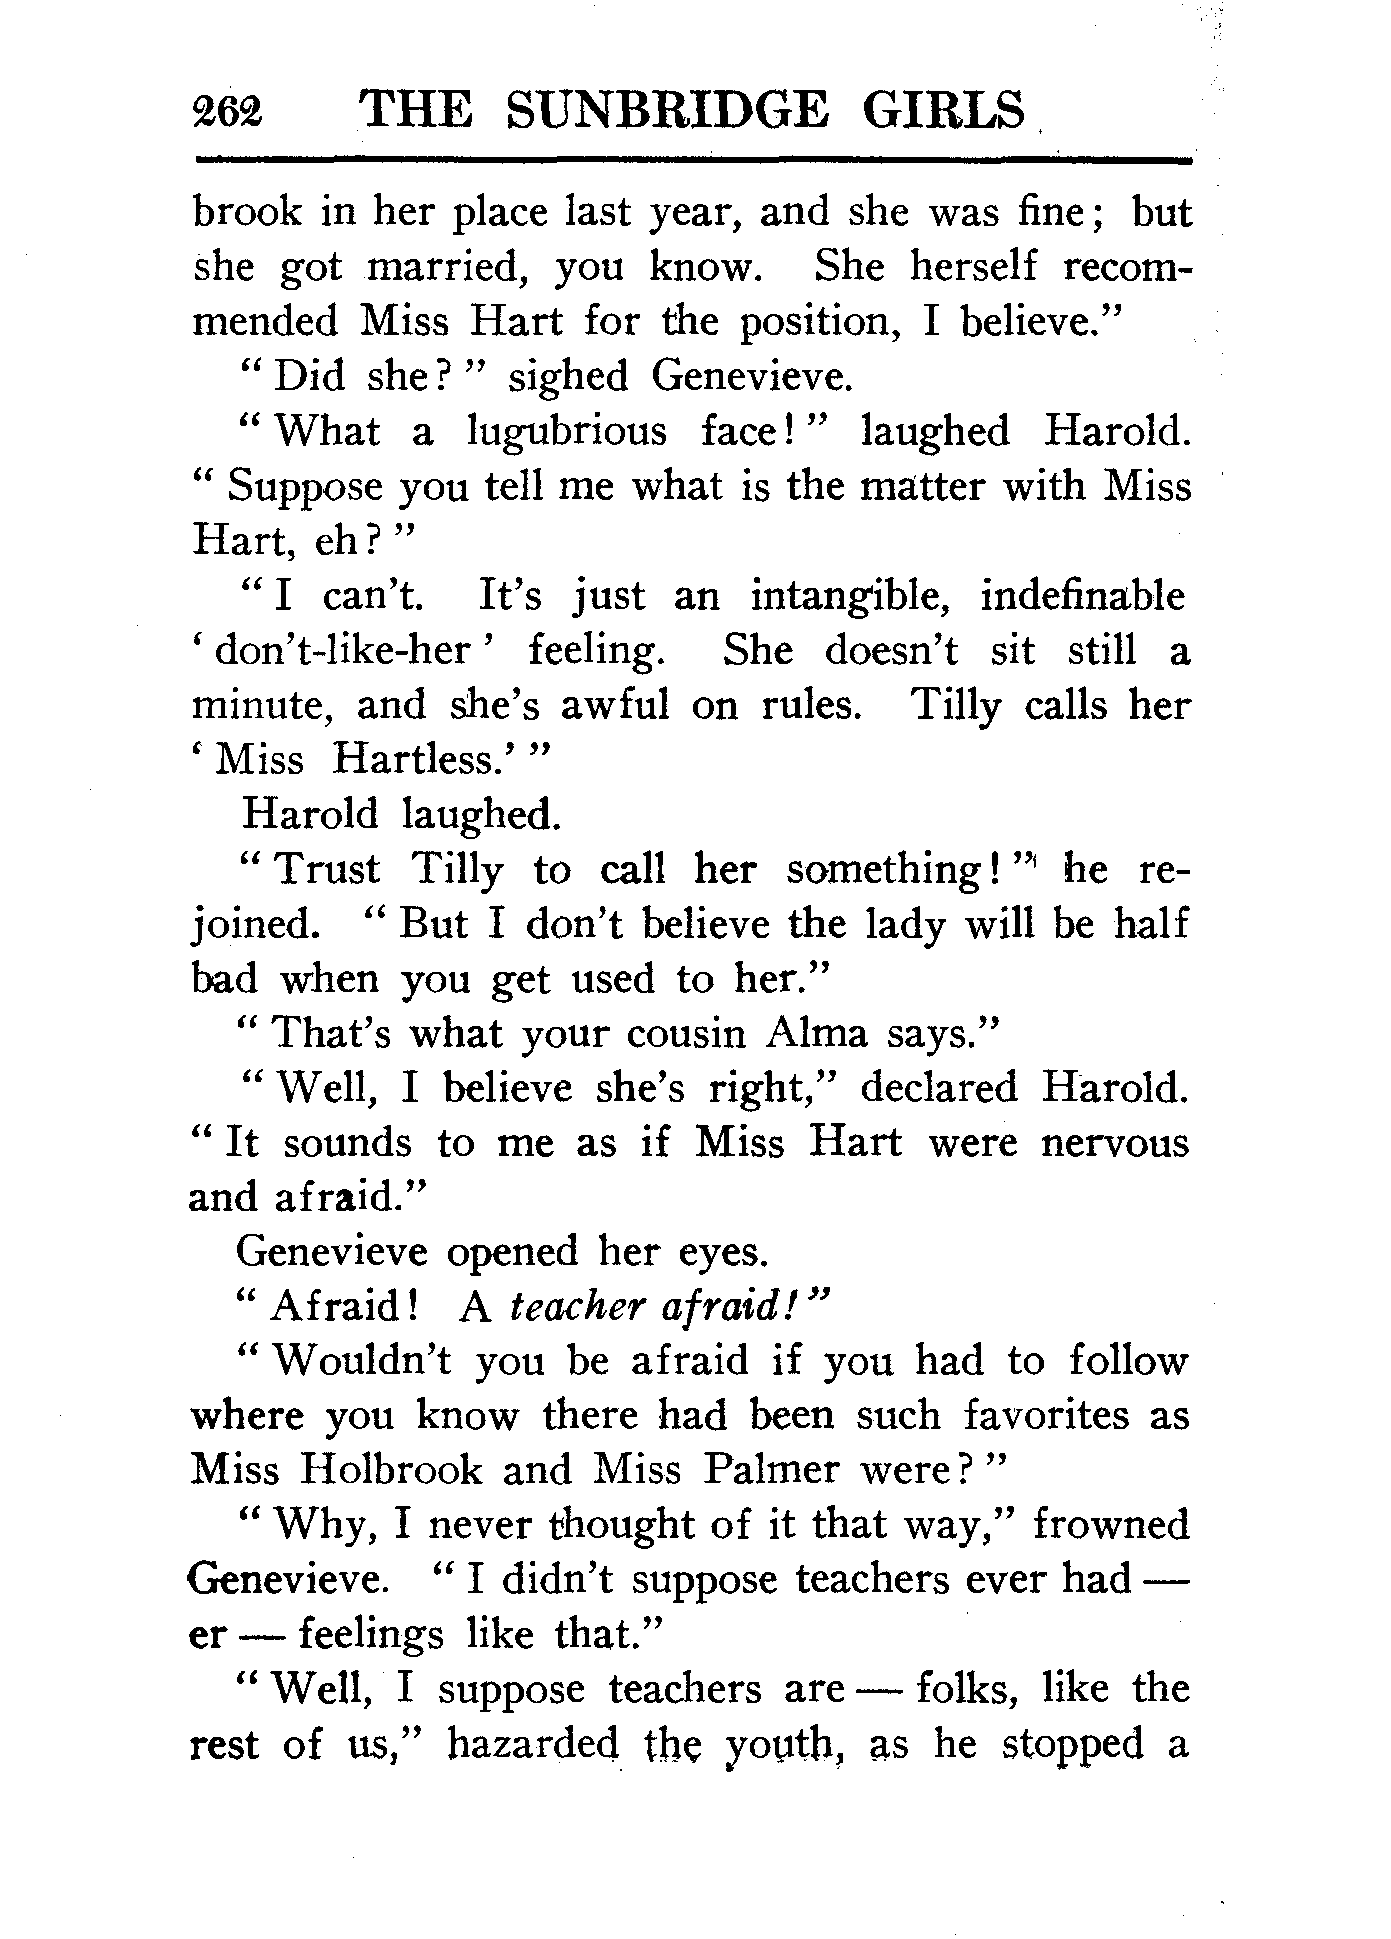 262 THE SUNBRIDGE GIRLS
brook in her place last year, and she was fine; but
she got married, you know. She herself recom-
mended Miss Hart for the position, I believe."
" Did she? " sighed Genevieve.
" What a lugubrious face! " laughed Harold.
" Suppose you tell me what is the matter with Miss
Hart, eh? "
" I can't. It's just an intangible, indefinable
' don't-like-her ' feeling. She doesn't sit still a
minute, and she's awful on rules. Tilly calls her
' Miss Hartless.' "
Harold laughed.
" Trust Tilly to call her something! " he re-
joined. " But I don't believe the lady will be half
bad when you get used to her."
" That's what your cousin Alma says."
" Well, I believe she's right," declared Harold.
" It sounds to me as if Miss Hart were nervous
and afraid."
Genevieve opened her eyes.
" Afraid! A teacher afraid! "
" Wouldn't you be afraid if you had to follow
where you know there had been such favorites as
Miss Holbrook and Miss Palmer were? "
" Why, I never thought of it that way," frowned
Genevieve. " I didn't suppose teachers ever had —
er — feelings like that."
" Well, I suppose teachers are — folks, like the
rest of us," hazarded the youth, as he stopped a